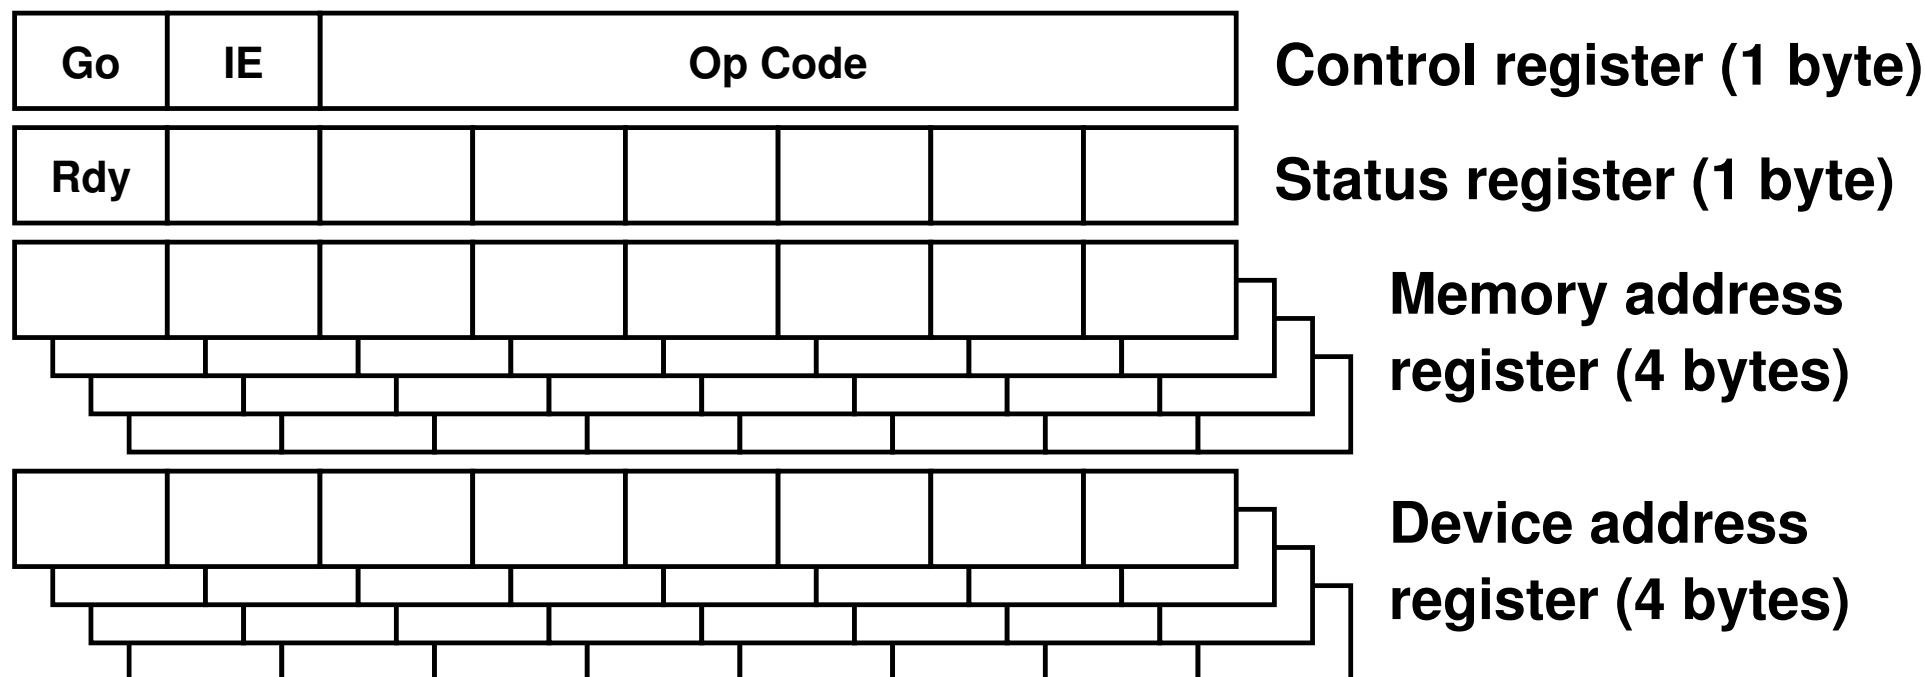 Go IE Op Code Control register (1 byte)
Rdy Status register (1 byte)
Memory address
register (4 bytes)
Device address
register (4 bytes)